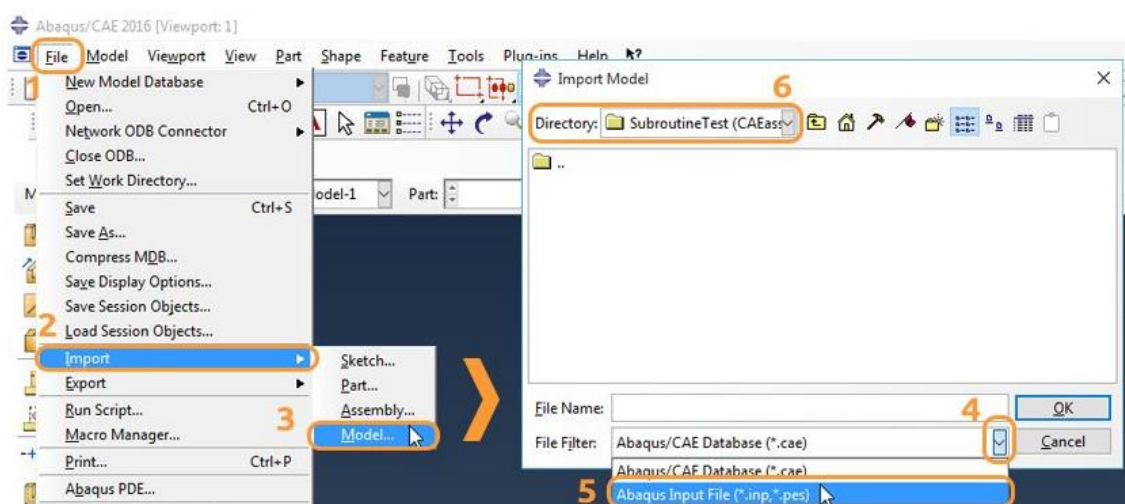 Abaqus/CAE 2016 [Viewport: 1]
File Model Viewport View Part Shape Feature Tools Plug-ins Help
1
New Model Database
Open... Ctrl+O
Network ODB Connector
Close ODB...
Set Work Directory...
Save Ctrl+S
Save As...
Compress MDB...
Save Display Options...
Save Session Objects...
2
Load Session Objects...
Import
Export
Run Script...
Macro Manager...
Print... Ctrl+P
Abaqus PDE...
M
odel-1 Part:
Sketch...
Part...
Assembly...
3
Model...
Import Model
6
Directory: SubroutineTest (CAEass
..
File Name: OK
4
File Filter: Abaqus/CAE Database (*.cae) Cancel
Abaqus/CAE Database (*.cae)
5
Abaqus Input File (*.inp,*.pes)